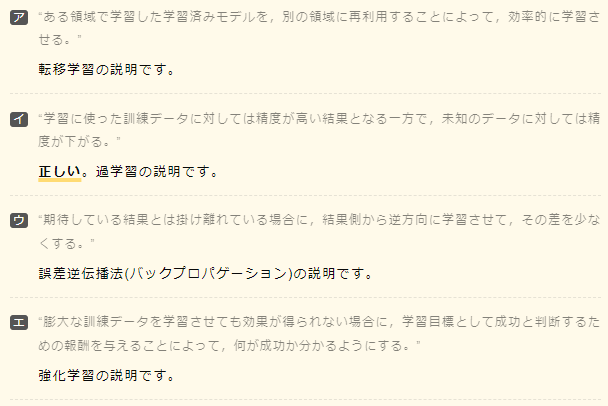 ア “ある領域で学習した学習済みモデルを，別の領域に再利用することによって，効率的に学習さ
せる。”
転移学習の説明です。
イ “学習に使った訓練データに対しては精度が高い結果となる一方で，未知のデータに対しては精
度が下がる。”
正しい。過学習の説明です。
ウ “期待している結果とは掛け離れている場合に，結果側から逆方向に学習させて，その差を少な
くする。”
誤差逆伝播法(バックプロパゲーション)の説明です。
エ “膨大な訓練データを学習させても効果が得られない場合に，学習目標として成功と判断するた
めの報酬を与えることによって，何が成功か分かるようにする。”
強化学習の説明です。